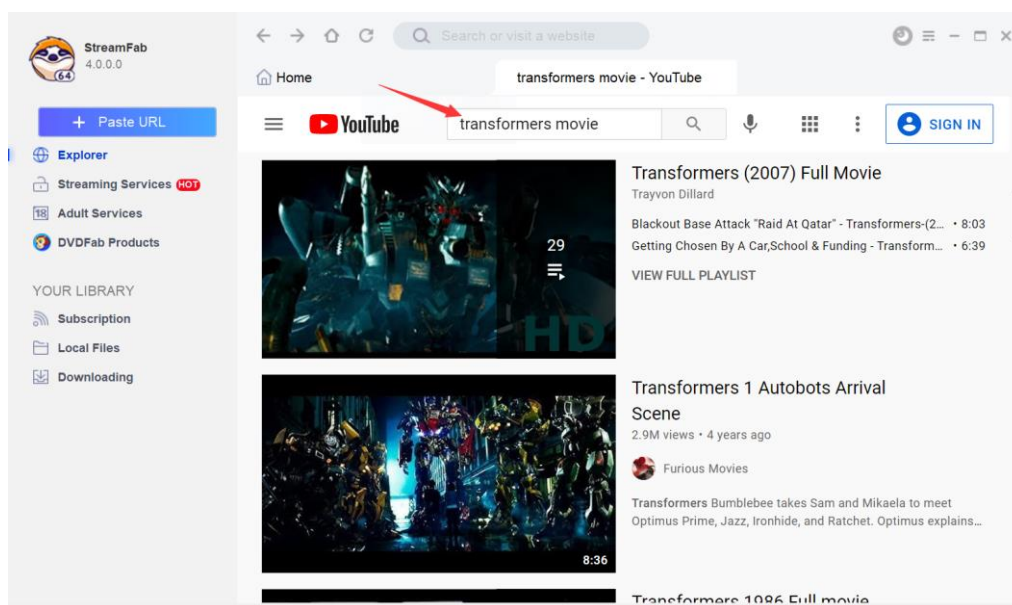 StreamFab
4.0.0.0
64
Search or visit a website
Home
transformers movie - YouTube
+ Paste URL
Explorer
Streaming Services HOT
18 Adult Services
DVDFab Products
YOUR LIBRARY
Subscription
Local Files
Downloading
YouTube
transformers movie
SIGN IN
29
HD
Transformers (2007) Full Movie
Trayvon Dillard
Blackout Base Attack "Raid At Qatar" - Transformers-(2... • 8:03
Getting Chosen By A Car,School & Funding - Transform... • 6:39
VIEW FULL PLAYLIST
8:36
Transformers 1 Autobots Arrival
Scene
2.9M views • 4 years ago
Furious Movies
Transformers Bumblebee takes Sam and Mikaela to meet
Optimus Prime, Jazz, Ironhide, and Ratchet. Optimus explains...
Transformers 1986 Full movie